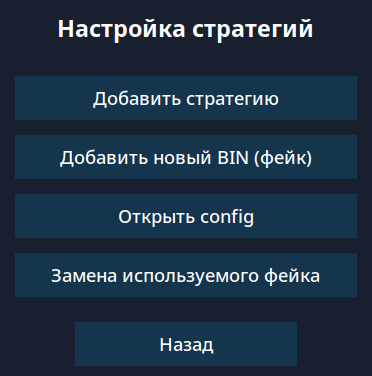 Настройка стратегий
Добавить стратегию
Добавить новый BIN (фейк)
Открыть config
Замена используемого фейка
Назад